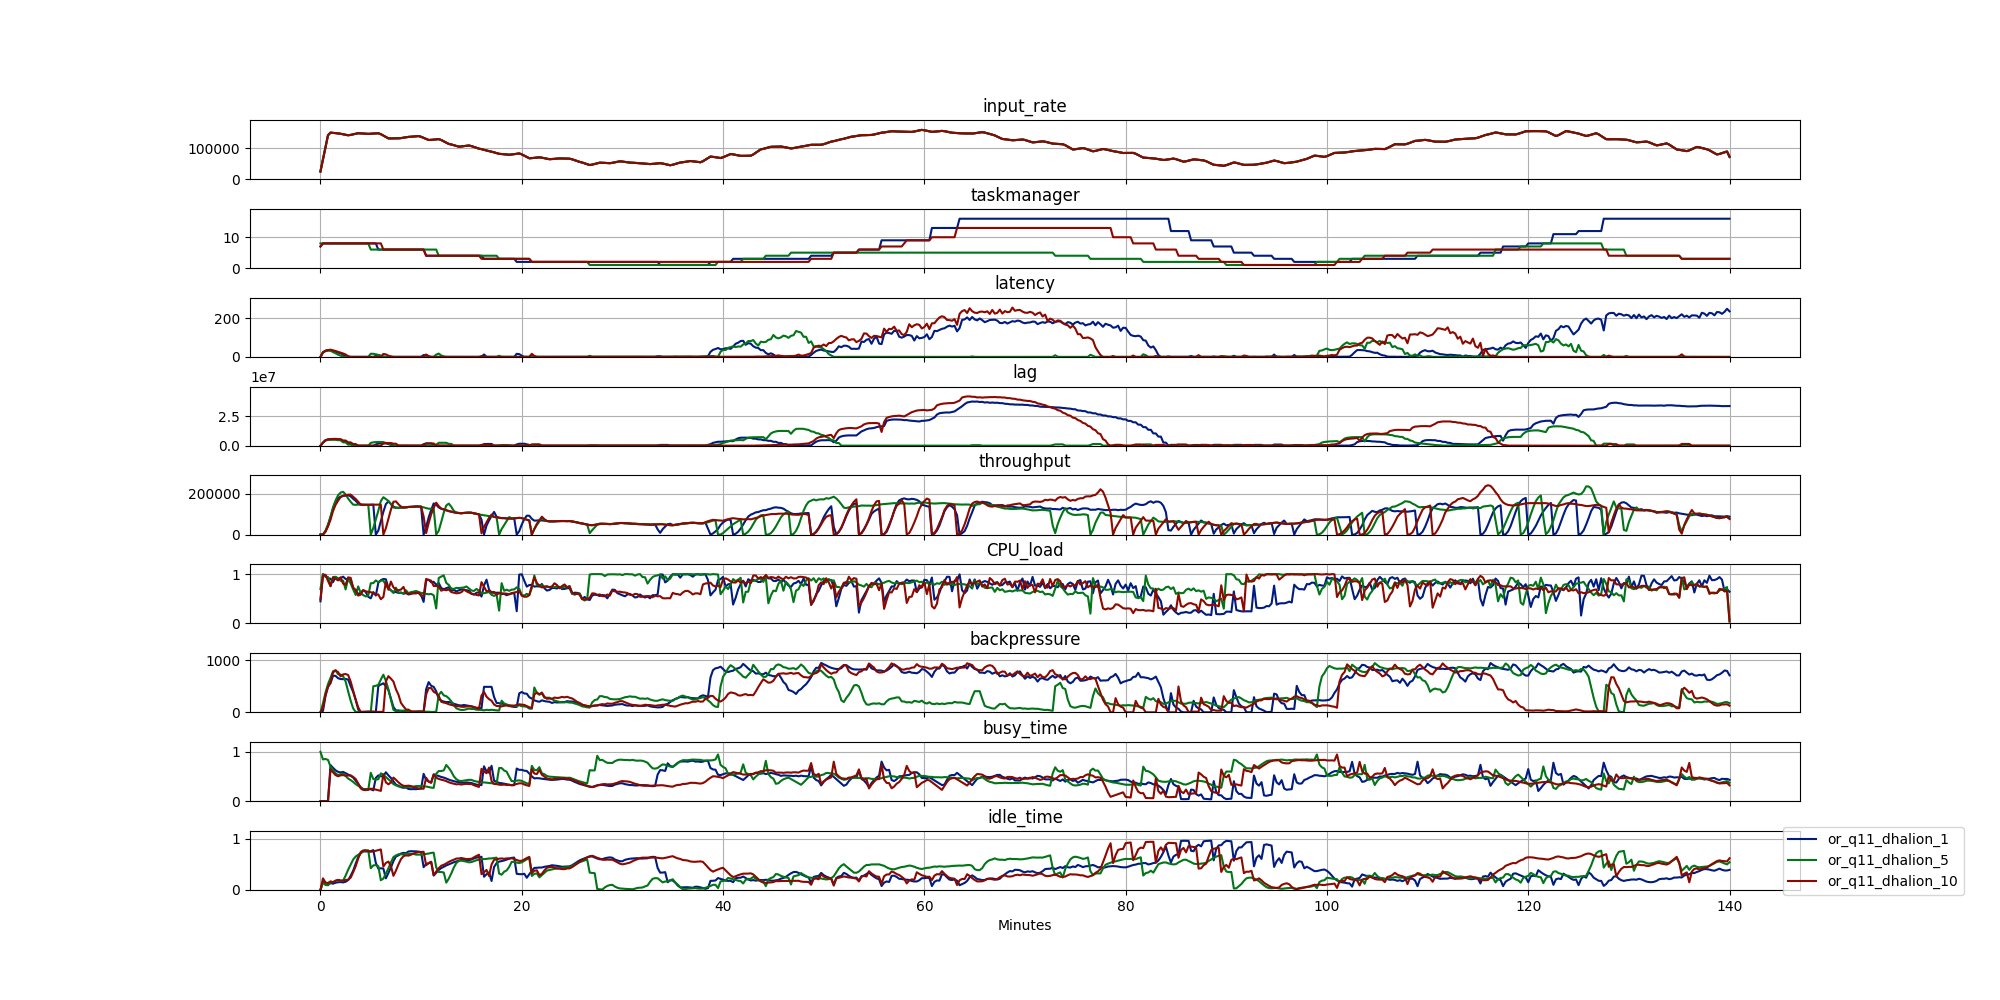 input_rate
100000
0
taskmanager
10
0
latency
200
0
1e7
lag
2.5
0.0
throughput
200000
0
CPU_load
1
0
backpressure
1000
0
busy_time
1
0
idle_time
1
0
or_q11_dhalion_1
or_q11_dhalion_5
or_q11_dhalion_10
0 20 40 60 80 100 120 140
Minutes